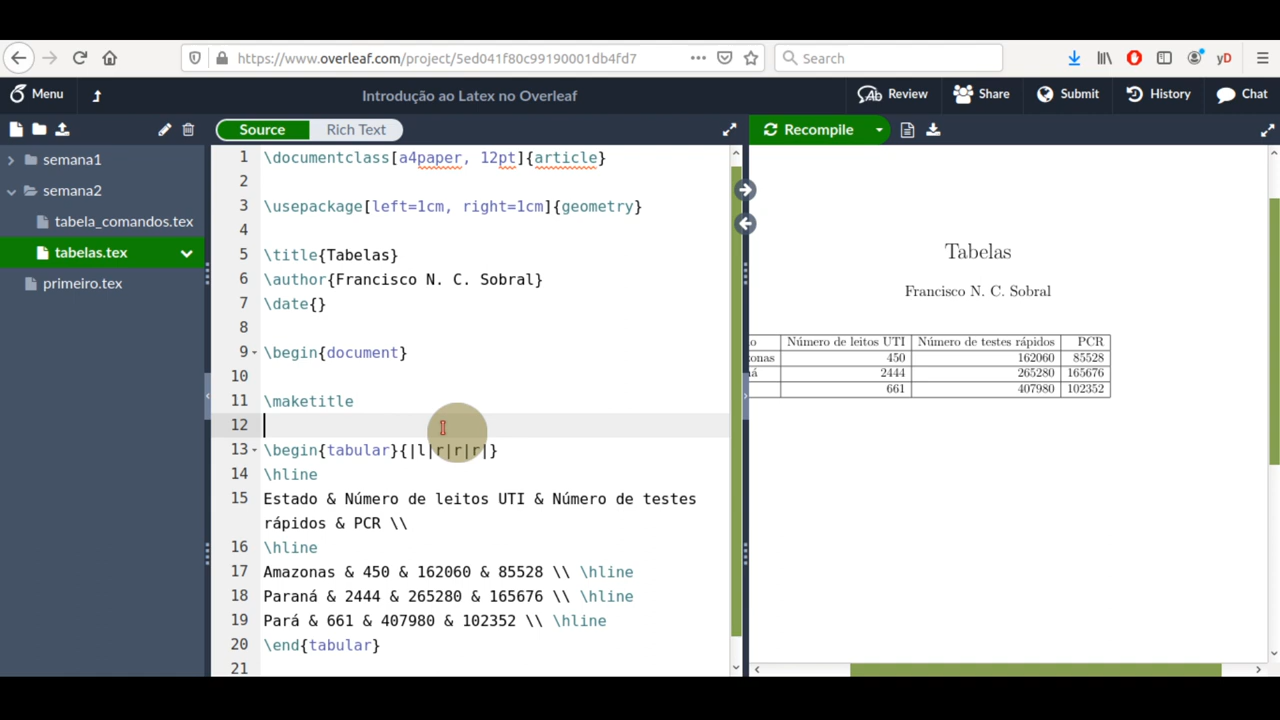 https://www.overleaf.com/project/5ed041f80c99190001db4fd7
Search
yD
Menu
Introdução ao Latex no Overleaf
Review
Share
Submit
History
Chat
Source
Rich Text
Recompile
semana1
semana2
tabela_comandos.tex
tabelas.tex
primeiro.tex
1 \documentclass[a4paper, 12pt]{article}
2
3 \usepackage[left=1cm, right=1cm]{geometry}
4
5 \title{Tabelas}
6 \author{Francisco N. C. Sobral}
7 \date{}
8
9 \begin{document}
10
11 \maketitle
12
13 \begin{tabular}{|l|r|r|r|}
14 \hline
15 Estado & Número de leitos UTI & Número de testes
rápidos & PCR \\
16 \hline
17 Amazonas & 450 & 162060 & 85528 \\ \hline
18 Paraná & 2444 & 265280 & 165676 \\ \hline
19 Pará & 661 & 407980 & 102352 \\ \hline
20 \end{tabular}
21
Tabelas
Francisco N. C. Sobral
o Número de leitos UTI Número de testes rápidos PCR
onas 450 162060 85528
á 2444 265280 165676
661 407980 102352